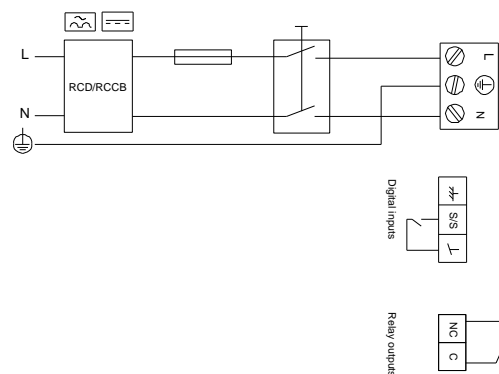 L
RCD/RCCB
L
N
N
Digital inputs
S/S
Relay outputs
NC
C